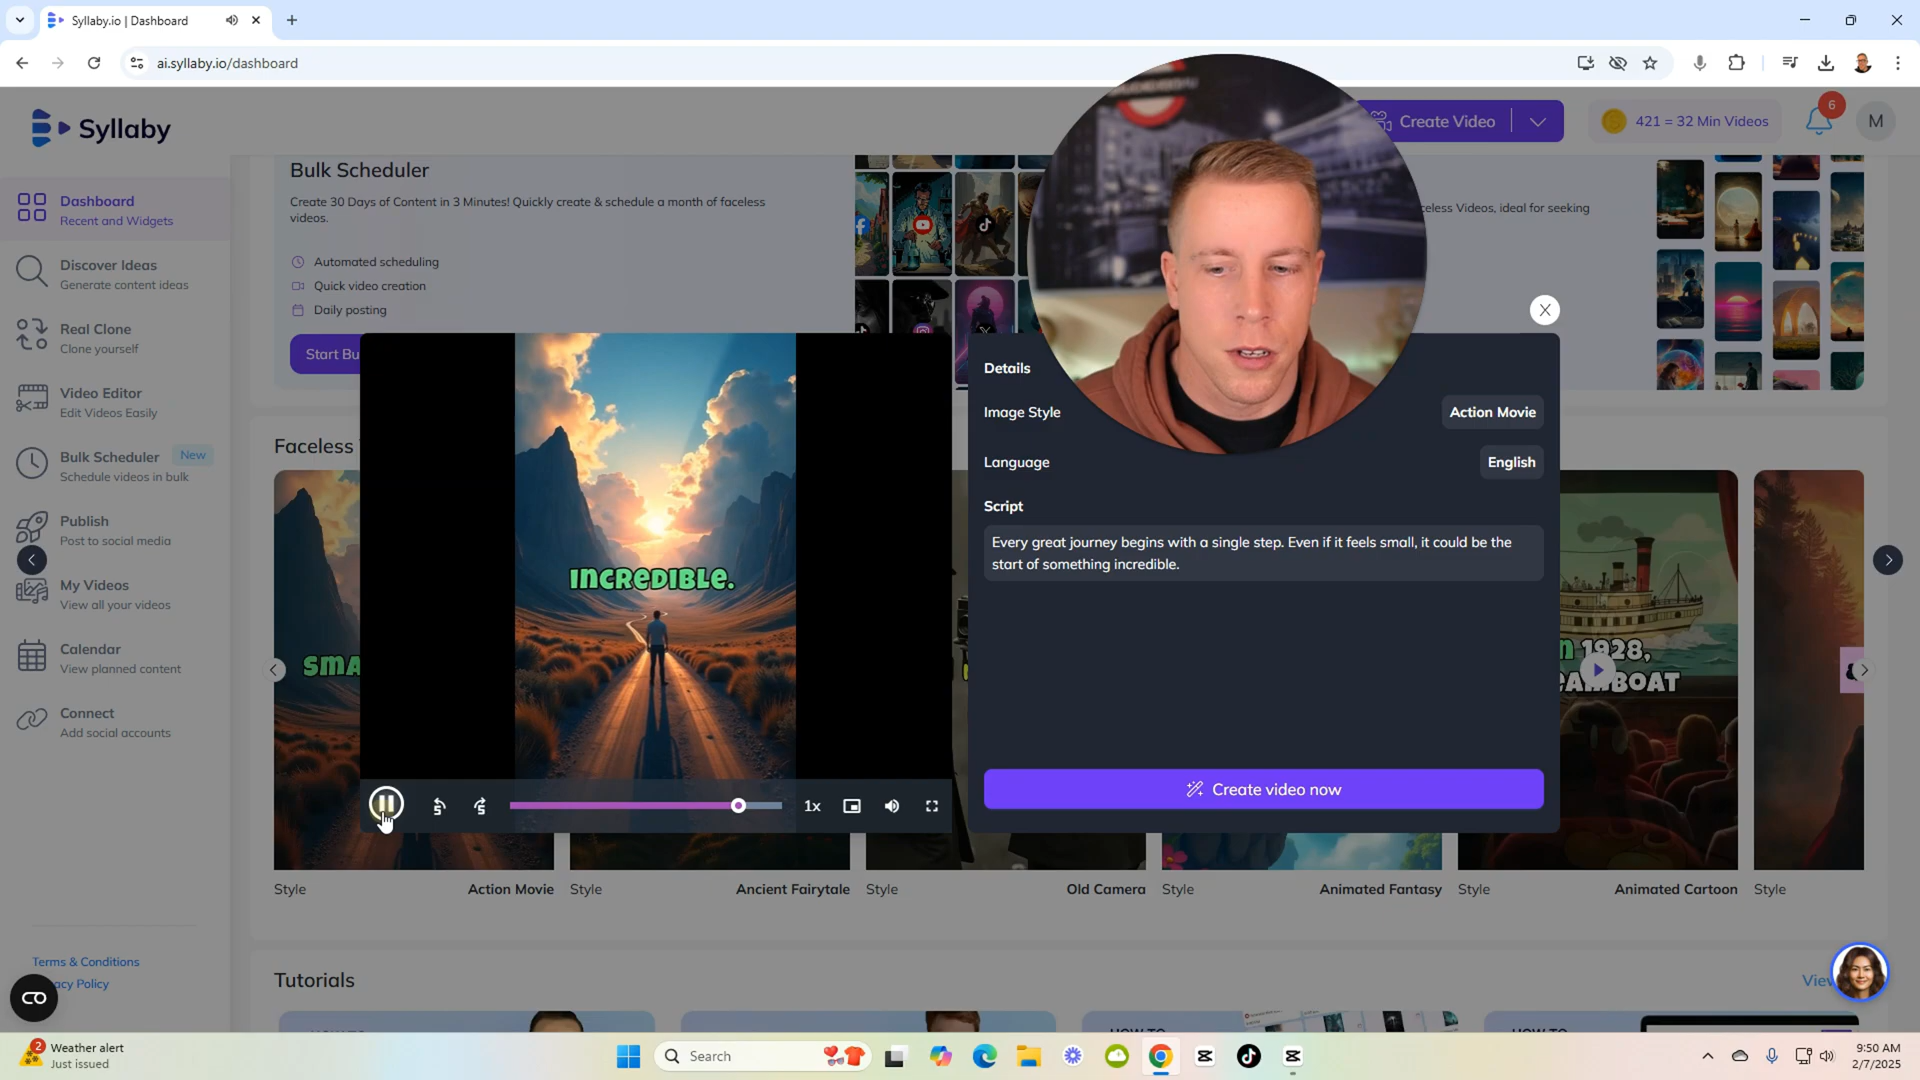 Syllaby.io | Dashboard
ai.syllaby.io/dashboard
Syllaby
Create Video
421 = 32 Min Videos
6
M
Dashboard
Recent and Widgets
Discover Ideas
Generate content ideas
Real Clone
Clone yourself
Video Editor
Edit Videos Easily
Bulk Scheduler
New
Schedule videos in bulk
Publish
Post to social media
My Videos
View all your videos
Calendar
View planned content
Connect
Add social accounts
Terms & Conditions
Policy
Bulk Scheduler
Create 30 Days of Content in 3 Minutes! Quickly create & schedule a month of faceless
videos.
Automated scheduling
Quick video creation
Daily posting
Start
Videos, ideal for seeking
Faceless
INCREDIBLE.
1x
Details
Image Style
Action Movie
Language
English
Script
Every great journey begins with a single step. Even if it feels small, it could be the
start of something incredible.
Create video now
1928,
Style
Action Movie
Style
Ancient Fairytale
Style
Old Camera
Style
Animated Fantasy
Style
Animated Cartoon
Style
Tutorials
2
Weather alert
Just issued
Search
9:50 AM
2/7/2025